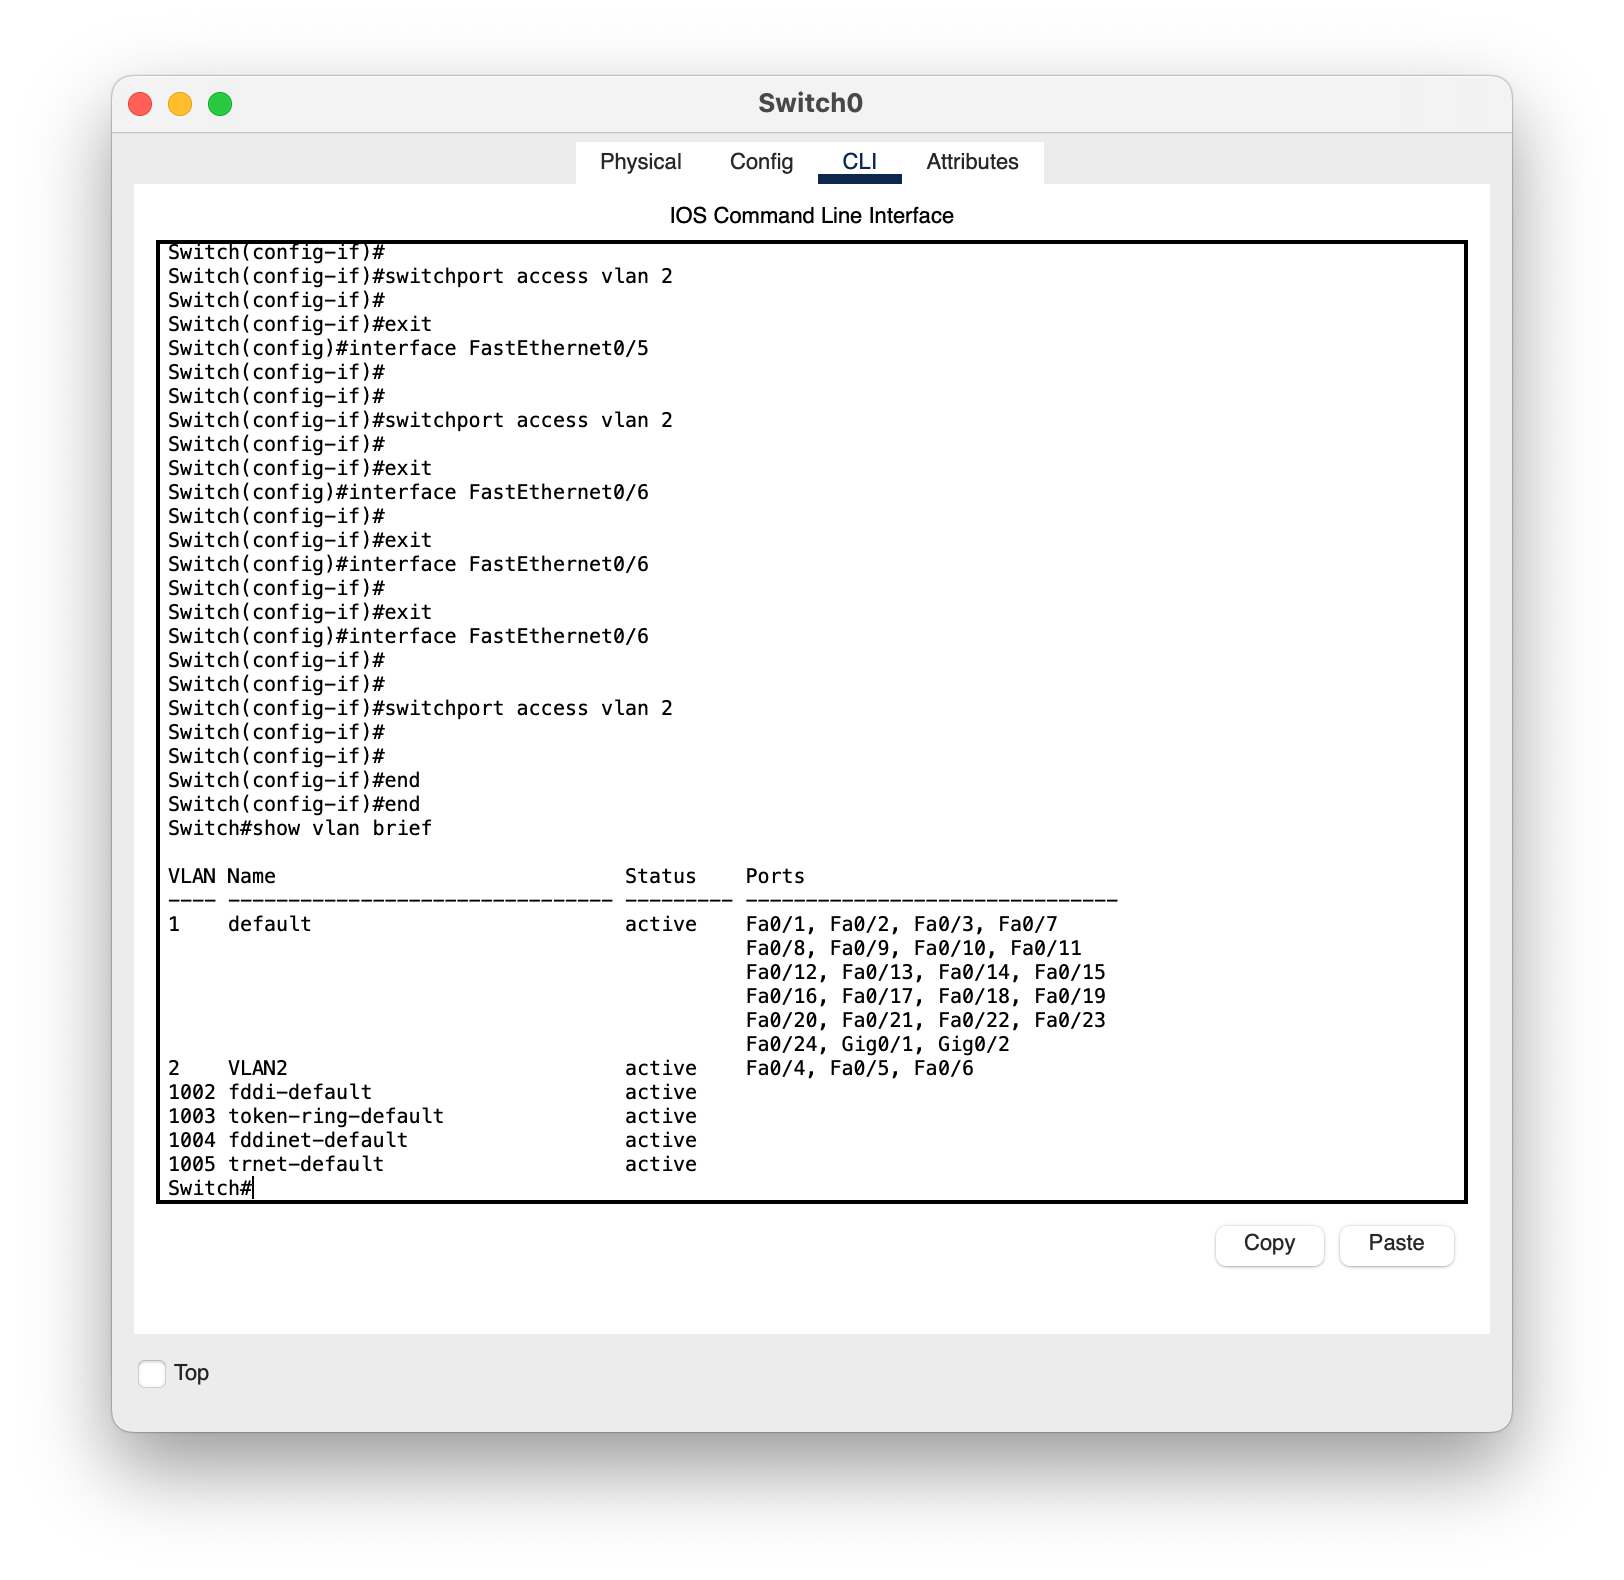 Switch0
Physical Config CLI Attributes
IOS Command Line Interface
Switch(config-if)#
Switch(config-if)#switchport access vlan 2
Switch(config-if)#
Switch(config-if)#exit
Switch(config)#interface FastEthernet0/5
Switch(config-if)#
Switch(config-if)#
Switch(config-if)#switchport access vlan 2
Switch(config-if)#
Switch(config-if)#exit
Switch(config)#interface FastEthernet0/6
Switch(config-if)#
Switch(config-if)#exit
Switch(config)#interface FastEthernet0/6
Switch(config-if)#
Switch(config-if)#exit
Switch(config)#interface FastEthernet0/6
Switch(config-if)#
Switch(config-if)#
Switch(config-if)#switchport access vlan 2
Switch(config-if)#
Switch(config-if)#
Switch(config-if)#end
Switch(config-if)#end
Switch#show vlan brief
VLAN Name                             Status    Ports
---- -------------------------------- --------- -------------------------------
1    default                          active    Fa0/1, Fa0/2, Fa0/3, Fa0/7
                                                Fa0/8, Fa0/9, Fa0/10, Fa0/11
                                                Fa0/12, Fa0/13, Fa0/14, Fa0/15
                                                Fa0/16, Fa0/17, Fa0/18, Fa0/19
                                                Fa0/20, Fa0/21, Fa0/22, Fa0/23
                                                Fa0/24, Gig0/1, Gig0/2
2    VLAN2                            active    Fa0/4, Fa0/5, Fa0/6
1002 fddi-default                     active
1003 token-ring-default               active
1004 fddinet-default                  active
1005 trnet-default                    active
Switch#
Copy Paste
Top